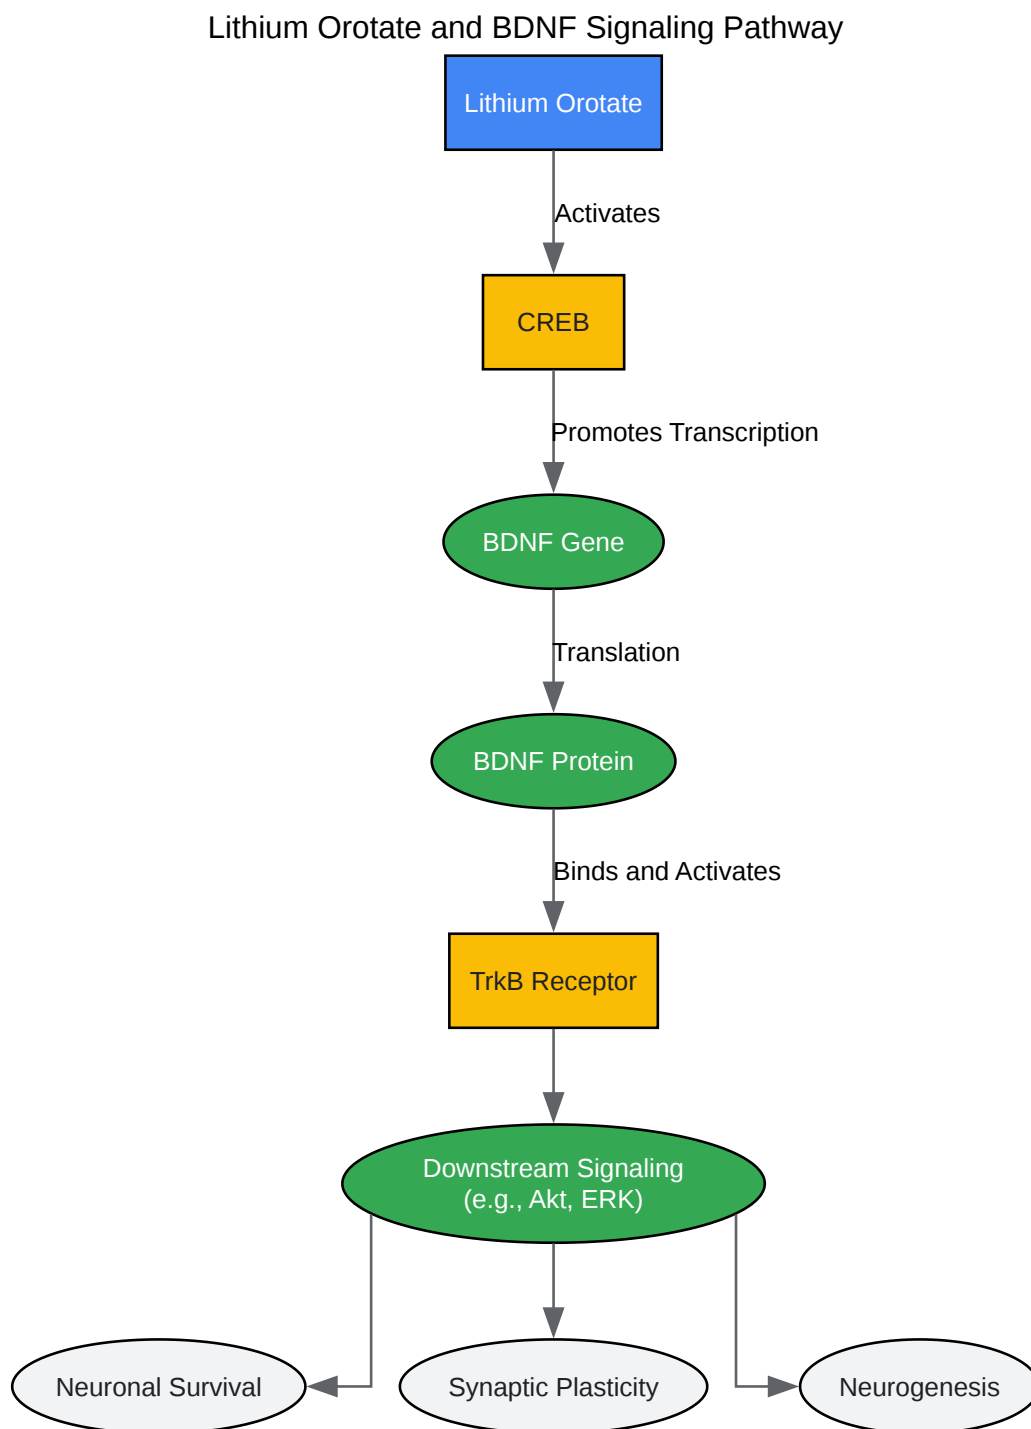 Lithium Orotate and BDNF Signaling Pathway
Lithium Orotate
Activates
CREB
Promotes Transcription
BDNF Gene
Translation
BDNF Protein
Binds and Activates
TrkB Receptor
Downstream Signaling
(e.g., Akt, ERK)
Neuronal Survival
Synaptic Plasticity
Neurogenesis